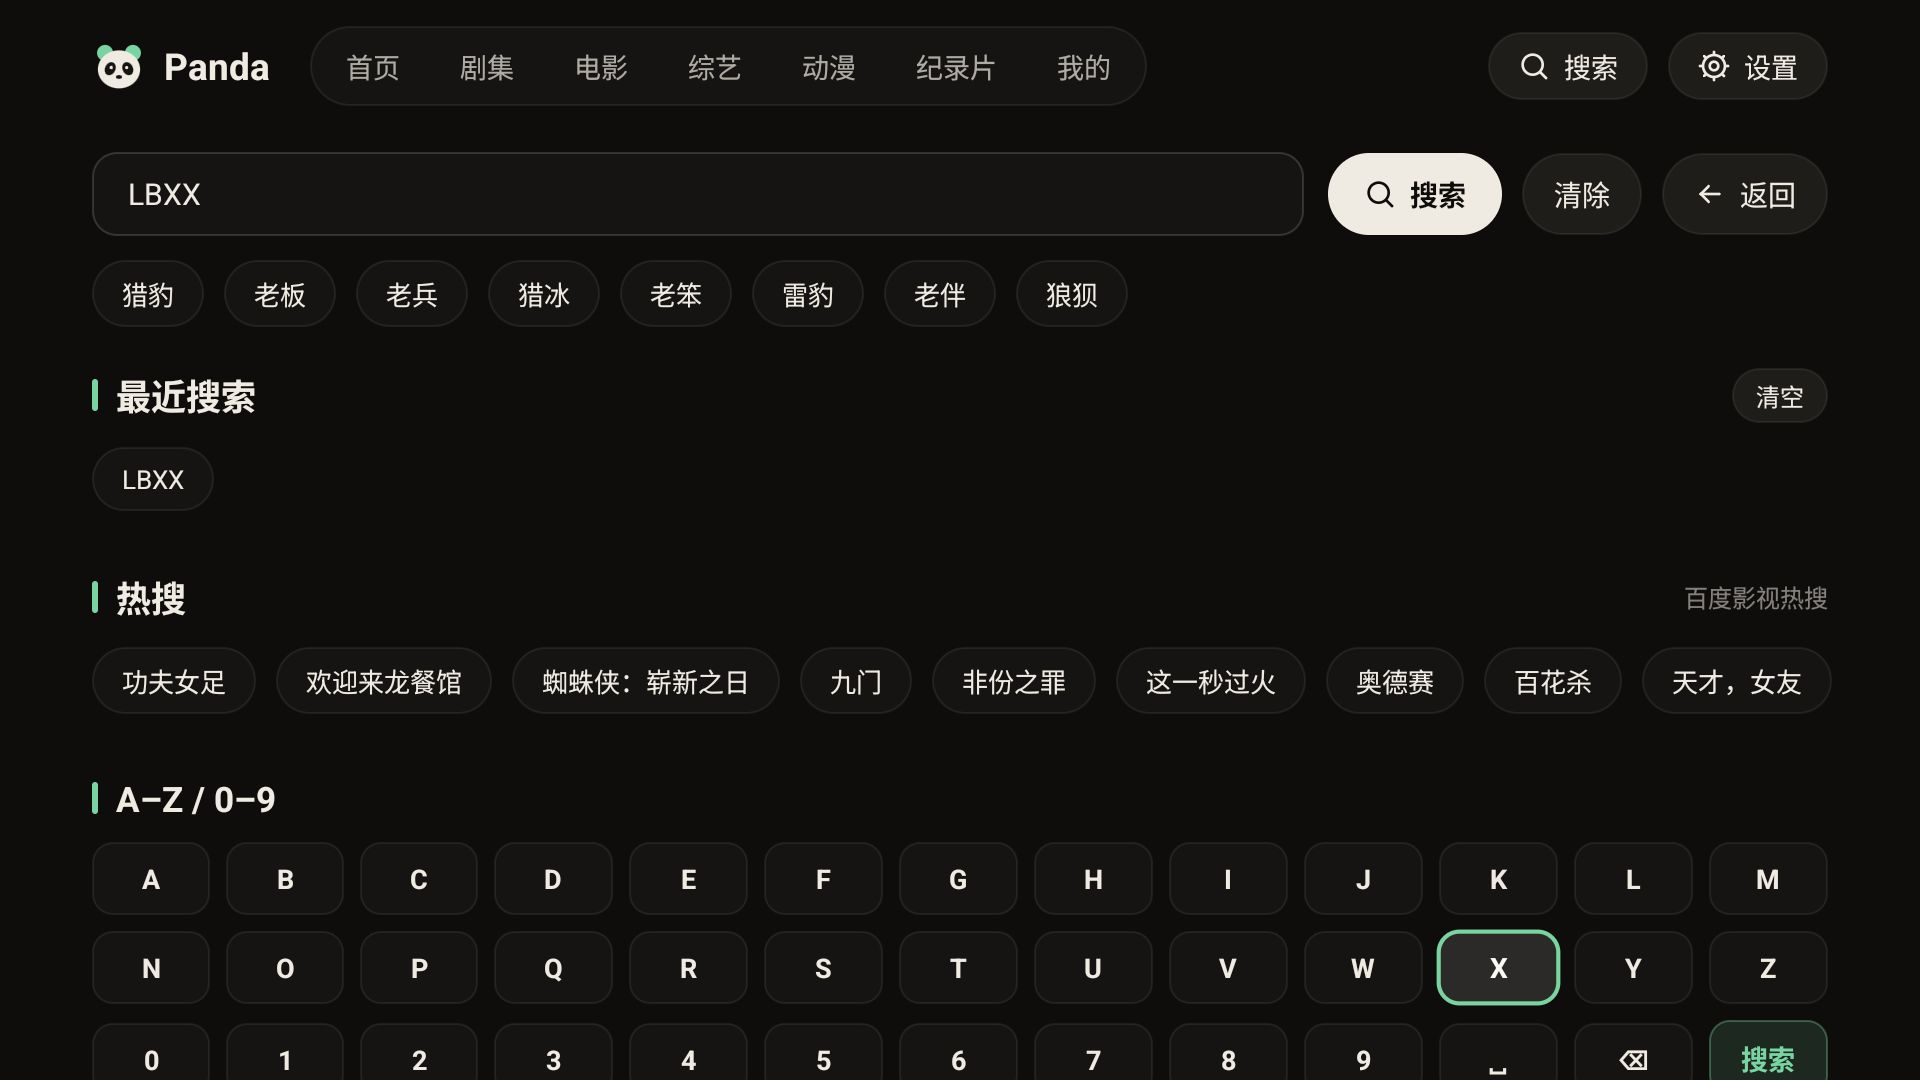 Panda 首页 剧集 电影 综艺 动漫 纪录片 我的 搜索 设置
LBXX 搜索 清除 返回
猎豹 老板 老兵 猎冰 老笨 雷豹 老伴 狼狈
最近搜索 清空
LBXX
热搜 百度影视热搜
功夫女足 欢迎来龙餐馆 蜘蛛侠：崭新之日 九门 非份之罪 这一秒过火 奥德赛 百花杀 天才，女友
A–Z / 0–9
A B C D E F G H I J K L M
N O P Q R S T U V W X Y Z
0 1 2 3 4 5 6 7 8 9 ␣ ⌫ 搜索